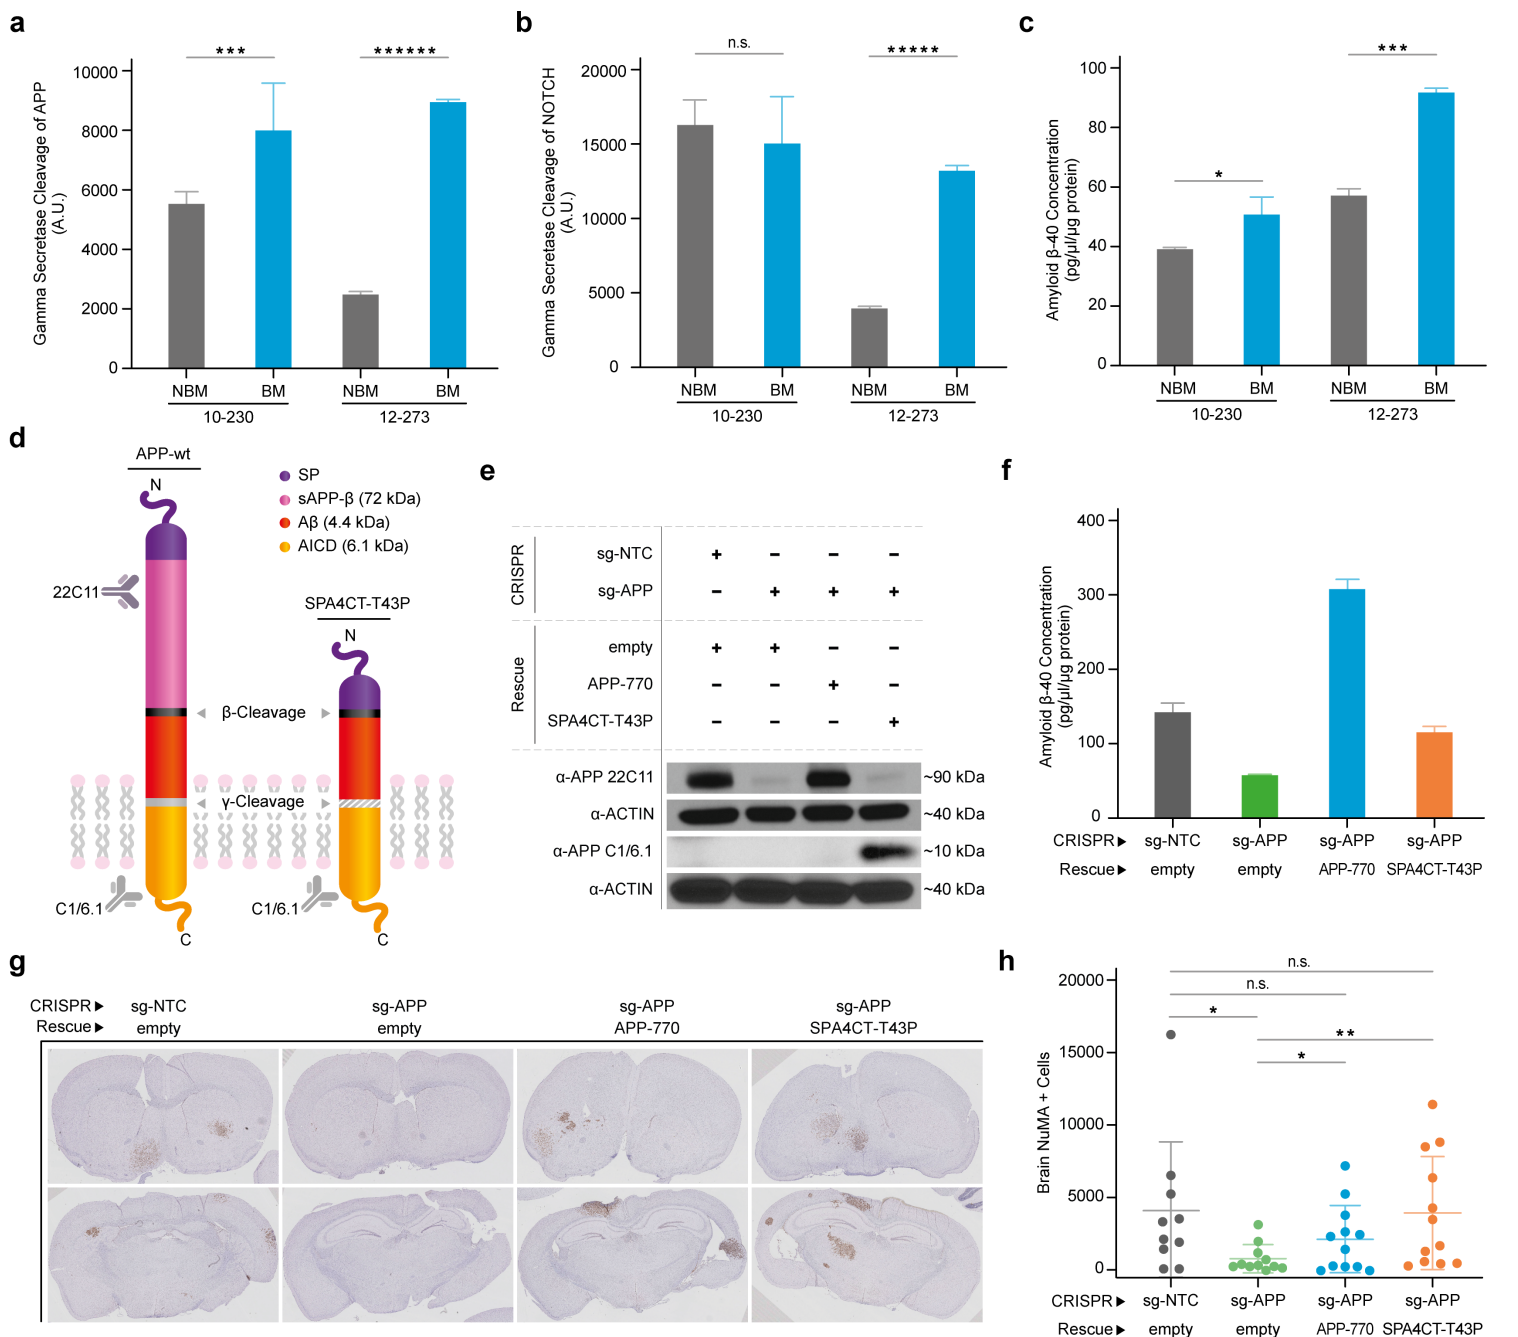 a
Gamma Secretase Cleavage of APP
(A.U.)
10000
8000
6000
4000
2000
0
***
******
NBM BM NBM BM
10-230 12-273
b
Gamma Secretase Cleavage of NOTCH
(A.U.)
20000
15000
10000
5000
0
n.s.
*****
NBM BM NBM BM
10-230 12-273
c
Amyloid β-40 Concentration
(pg/µl/µg protein)
100
80
60
40
20
0
*
***
NBM BM NBM BM
10-230 12-273
d
APP-wt
N
SP
sAPP-β (72 kDa)
Aβ (4.4 kDa)
AICD (6.1 kDa)
22C11
SPA4CT-T43P
N
β-Cleavage
γ-Cleavage
C1/6.1
C1/6.1
C
C
e
CRISPR
sg-NTC + – – –
sg-APP – + + +
Rescue
empty + + – –
APP-770 – – + –
SPA4CT-T43P – – – +
α-APP 22C11 ~90 kDa
α-ACTIN ~40 kDa
α-APP C1/6.1 ~10 kDa
α-ACTIN ~40 kDa
f
Amyloid β-40 Concentration
(pg/µl/µg protein)
400
300
200
100
0
CRISPR▶ sg-NTC sg-APP sg-APP sg-APP
Rescue▶ empty empty APP-770 SPA4CT-T43P
g
CRISPR▶ sg-NTC sg-APP sg-APP sg-APP
Rescue▶ empty empty APP-770 SPA4CT-T43P
h
Brain NuMA + Cells
20000
15000
10000
5000
0
n.s.
n.s.
*
**
*
CRISPR▶ sg-NTC sg-APP sg-APP sg-APP
Rescue▶ empty empty APP-770 SPA4CT-T43P